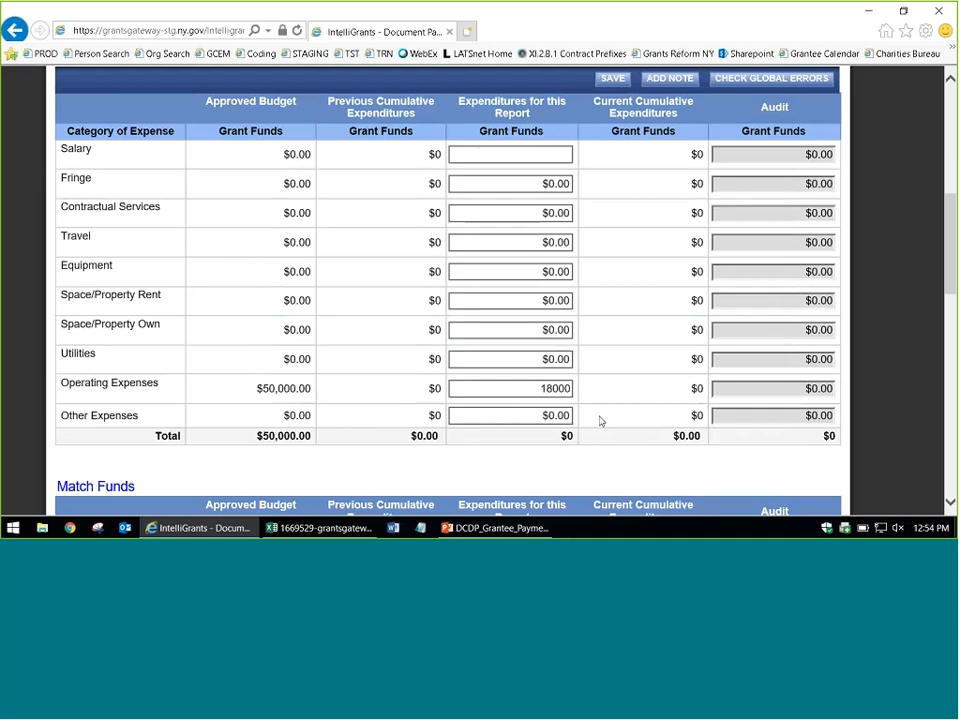 https://grantsgateway-stg.ny.gov/Intelligrar
IntelliGrants - Document Pa...
PROD Person Search Org Search GCEM Coding STAGING TST TRN WebEx LATSnet Home XI.2.8.1 Contract Prefixes Grants Reform NY Sharepoint Grantee Calendar Charities Bureau
SAVE ADD NOTE CHECK GLOBAL ERRORS
Approved Budget Previous Cumulative Expenditures Expenditures for this Report Current Cumulative Expenditures Audit
Category of Expense Grant Funds Grant Funds Grant Funds Grant Funds Grant Funds
Salary $0.00 $0 $0 $0.00
Fringe $0.00 $0 $0.00 $0 $0.00
Contractual Services $0.00 $0 $0.00 $0 $0.00
Travel $0.00 $0 $0.00 $0 $0.00
Equipment $0.00 $0 $0.00 $0 $0.00
Space/Property Rent $0.00 $0 $0.00 $0 $0.00
Space/Property Own $0.00 $0 $0.00 $0 $0.00
Utilities $0.00 $0 $0.00 $0 $0.00
Operating Expenses $50,000.00 $0 18000 $0 $0.00
Other Expenses $0.00 $0 $0.00 $0 $0.00
Total $50,000.00 $0.00 $0 $0.00 $0
Match Funds
Approved Budget Previous Cumulative Expenditures for this Current Cumulative Audit
IntelliGrants - Docum... 1669529-grantsgatew... DCDP_Grantee_Payme... 12:54 PM